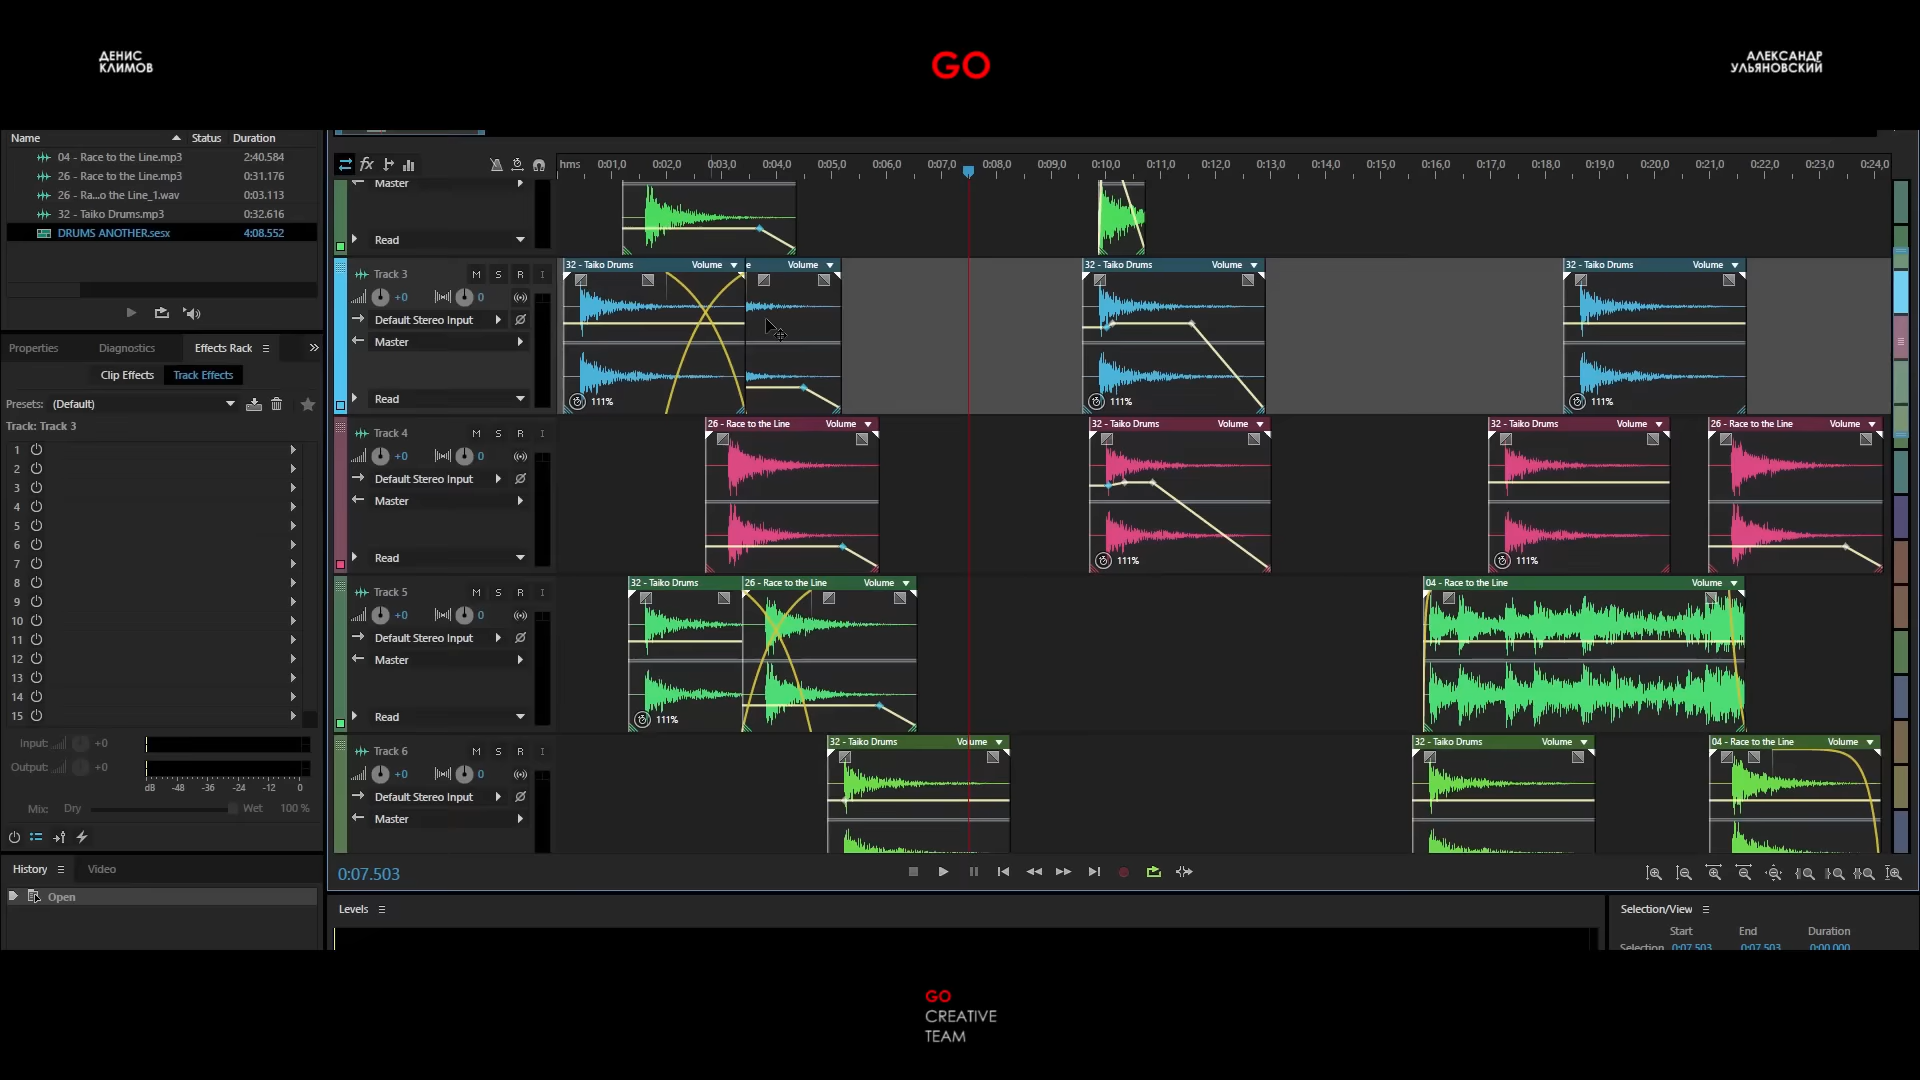 ДЕНИС
КЛИМОВ
GO
АЛЕКСАНДР
УЛЬЯНОВСКИЙ
Name Status Duration
04 - Race to the Line.mp3 2:40.584
26 - Race to the Line.mp3 0:31.176
26 - Ra...o the Line_1.wav 0:03.113
32 - Taiko Drums.mp3 0:32.616
DRUMS ANOTHER.sesx 4:08.552
Properties Diagnostics Effects Rack
Clip Effects Track Effects
Presets: (Default)
Track: Track 3
1
2
3
4
5
6
7
8
9
10
11
12
13
14
15
Input: +0
Output: +0
dB -48 -36 -24 -12 0
Mix: Dry Wet 100 %
History Video
Open
fx hms 0:01,0 0:02,0 0:03,0 0:04,0 0:05,0 0:06,0 0:07,0 0:08,0 0:09,0 0:10,0 0:11,0 0:12,0 0:13,0 0:14,0 0:15,0 0:16,0 0:17,0 0:18,0 0:19,0 0:20,0 0:21,0 0:22,0 0:23,0 0:24,0
Master
Read
Track 3 M S R I
+0 0
Default Stereo Input
Master
Read
32 - Taiko Drums Volume e Volume 32 - Taiko Drums Volume 32 - Taiko Drums Volume
111% 111% 111%
Track 4 M S R I
+0 0
Default Stereo Input
Master
Read
26 - Race to the Line Volume 32 - Taiko Drums Volume 32 - Taiko Drums Volume 26 - Race to the Line Volume
111% 111%
Track 5 M S R I
+0 0
Default Stereo Input
Master
Read
32 - Taiko Drums 26 - Race to the Line Volume 04 - Race to the Line Volume
111%
Track 6 M S R I
+0 0
Default Stereo Input
Master
32 - Taiko Drums Volume 32 - Taiko Drums Volume 04 - Race to the Line Volume
0:07.503
Levels
Selection/View
Start End Duration
Selection 0:07.503 0:07.503 0:00.000
GO
CREATIVE
TEAM